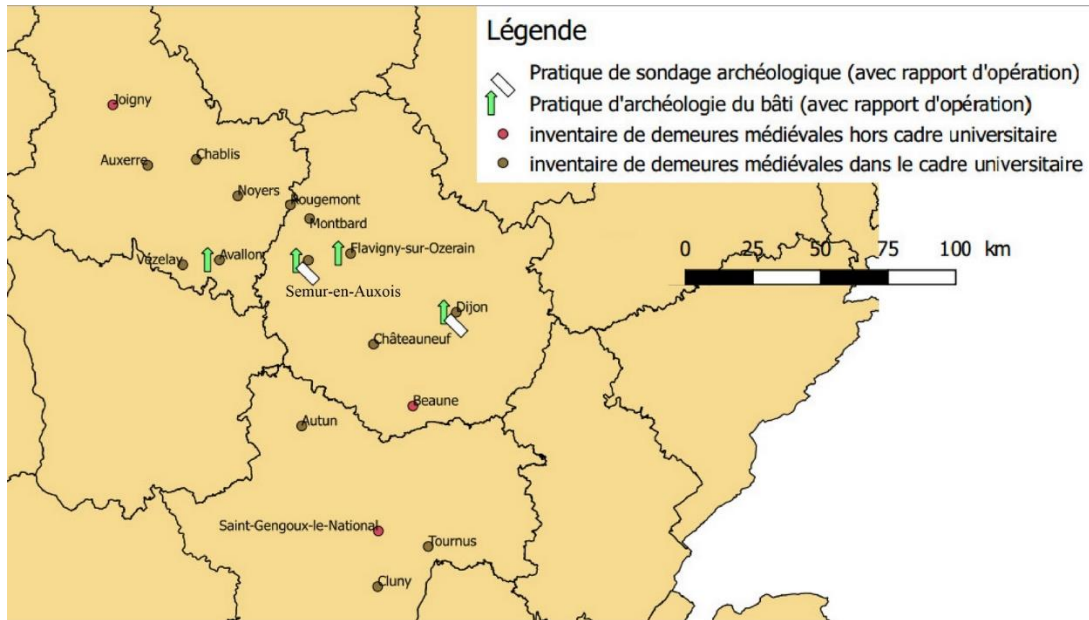 Légende
Pratique de sondage archéologique (avec rapport d'opération)
Pratique d'archéologie du bâti (avec rapport d'opération)
inventaire de demeures médiévales hors cadre universitaire
inventaire de demeures médiévales dans le cadre universitaire
0 25 50 75 100 km
Joigny
Auxerre
Chablis
Noyers
Rougemont
Montbard
Vézelay
Avallon
Flavigny-sur-Ozerain
Semur-en-Auxois
Dijon
Châteauneuf
Beaune
Autun
Saint-Gengoux-le-National
Tournus
Cluny